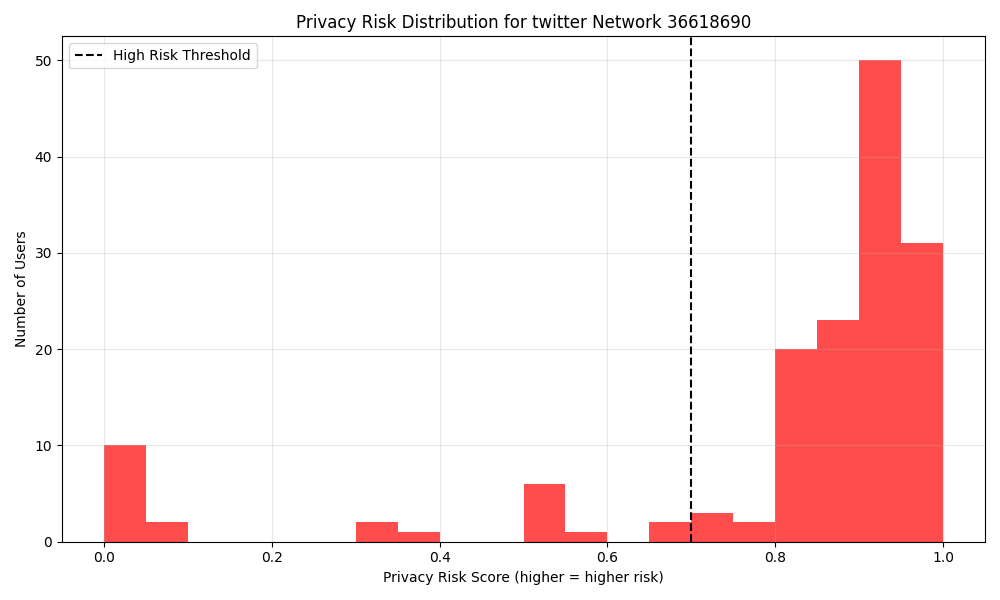 Privacy Risk Distribution for twitter Network 36618690
High Risk Threshold
Number of Users
50
40
30
20
10
0
0.0 0.2 0.4 0.6 0.8 1.0
Privacy Risk Score (higher = higher risk)